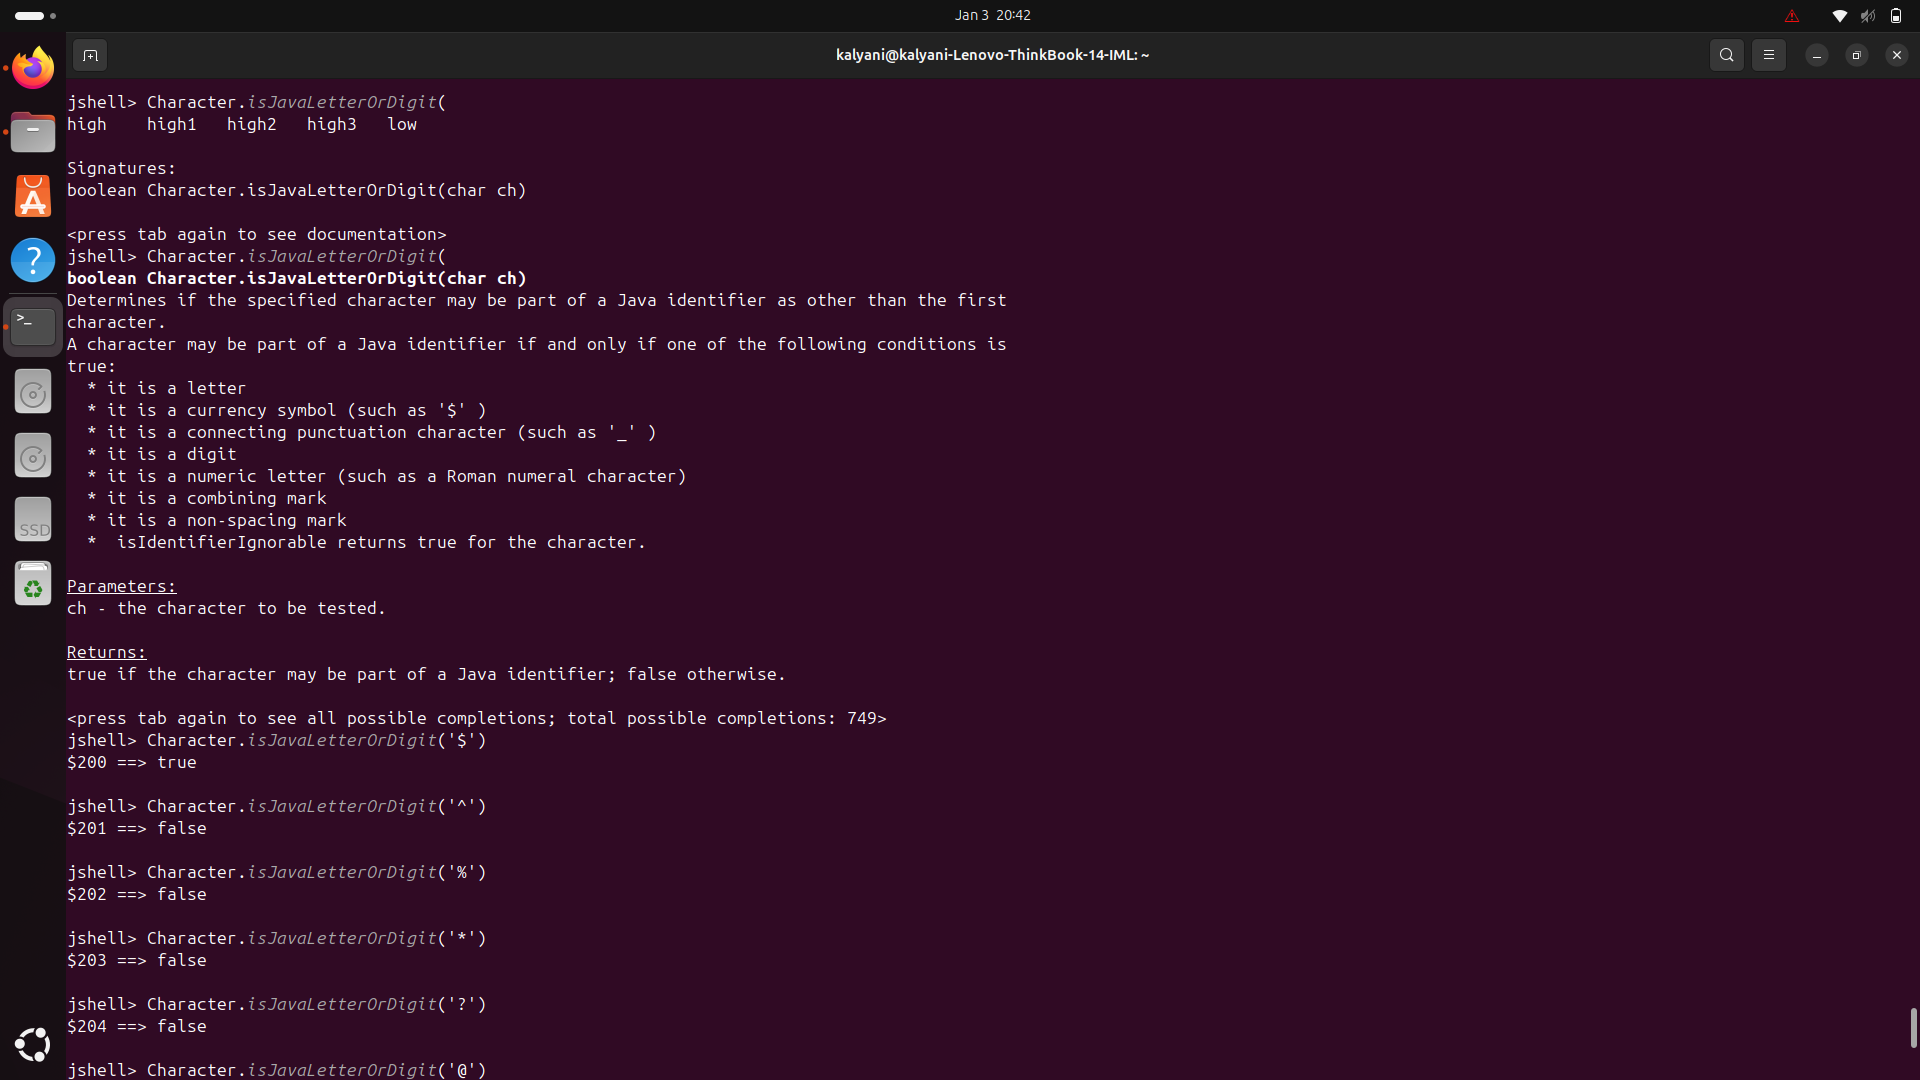 Jan 3 20:42
kalyani@kalyani-Lenovo-ThinkBook-14-IML: ~
jshell> Character.isJavaLetterOrDigit(
high    high1   high2   high3   low

Signatures:
boolean Character.isJavaLetterOrDigit(char ch)

<press tab again to see documentation>
jshell> Character.isJavaLetterOrDigit(
boolean Character.isJavaLetterOrDigit(char ch)
Determines if the specified character may be part of a Java identifier as other than the first
character.
A character may be part of a Java identifier if and only if one of the following conditions is
true:
  * it is a letter
  * it is a currency symbol (such as '$' )
  * it is a connecting punctuation character (such as '_' )
  * it is a digit
  * it is a numeric letter (such as a Roman numeral character)
  * it is a combining mark
  * it is a non-spacing mark
  *  isIdentifierIgnorable returns true for the character.

Parameters:
ch - the character to be tested.

Returns:
true if the character may be part of a Java identifier; false otherwise.

<press tab again to see all possible completions; total possible completions: 749>
jshell> Character.isJavaLetterOrDigit('$')
$200 ==> true

jshell> Character.isJavaLetterOrDigit('^')
$201 ==> false

jshell> Character.isJavaLetterOrDigit('%')
$202 ==> false

jshell> Character.isJavaLetterOrDigit('*')
$203 ==> false

jshell> Character.isJavaLetterOrDigit('?')
$204 ==> false

jshell> Character.isJavaLetterOrDigit('@')
SSD